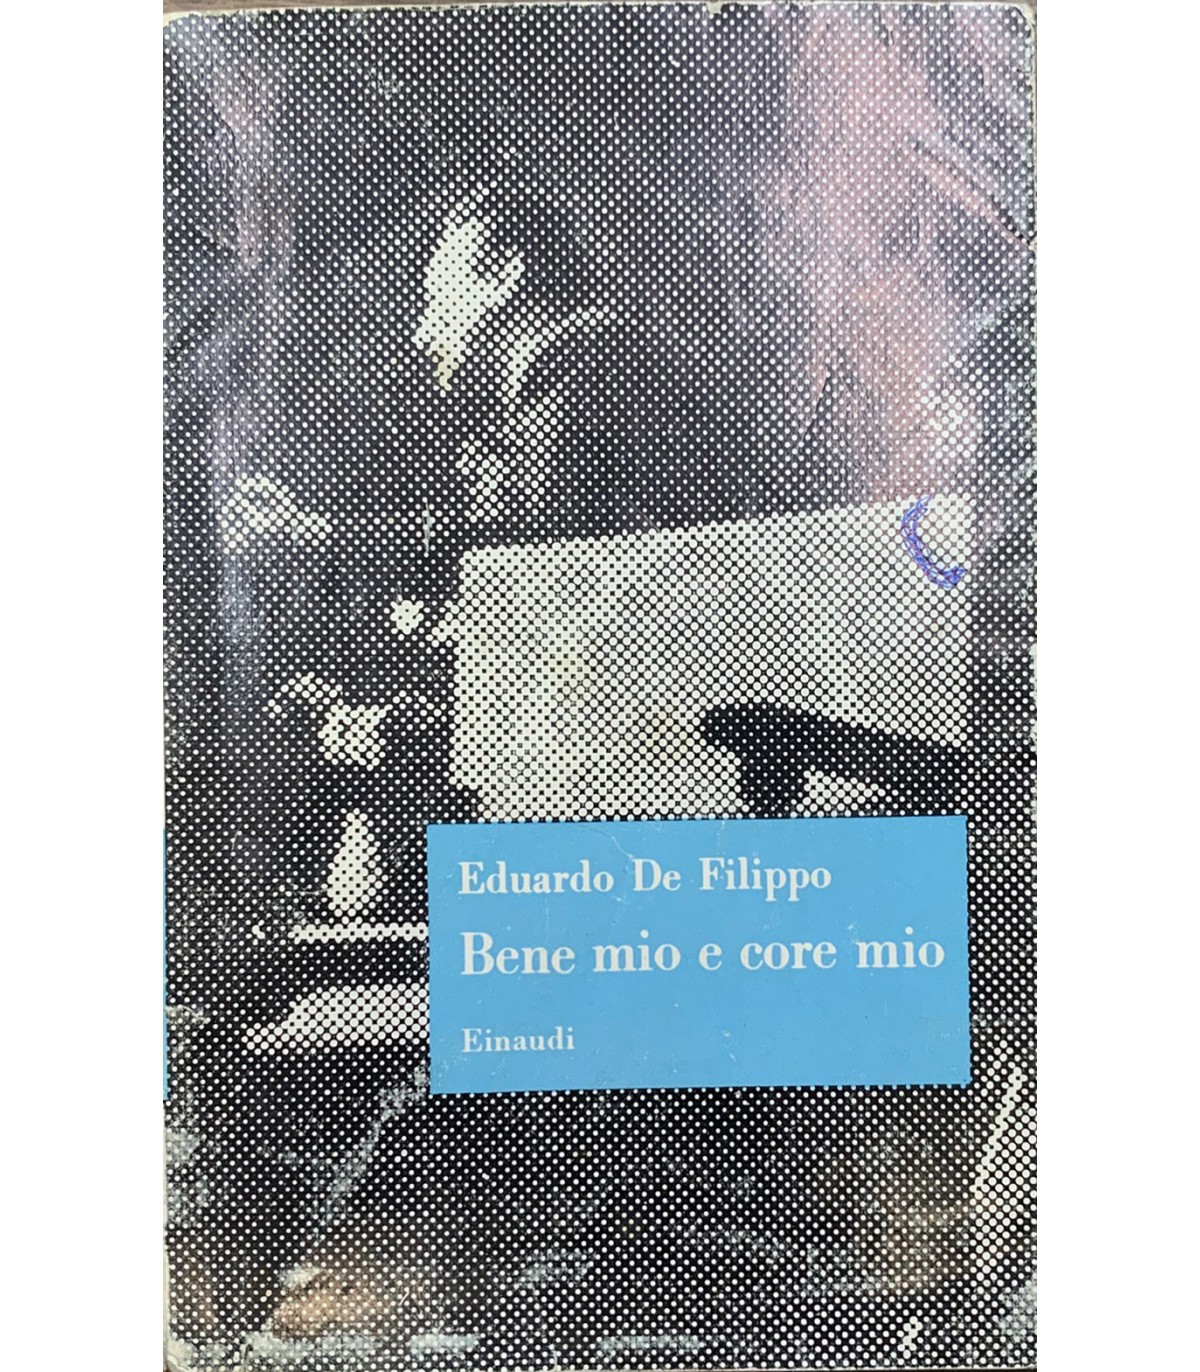 Eduardo De Filippo
Bene mio e core mio
Einaudi